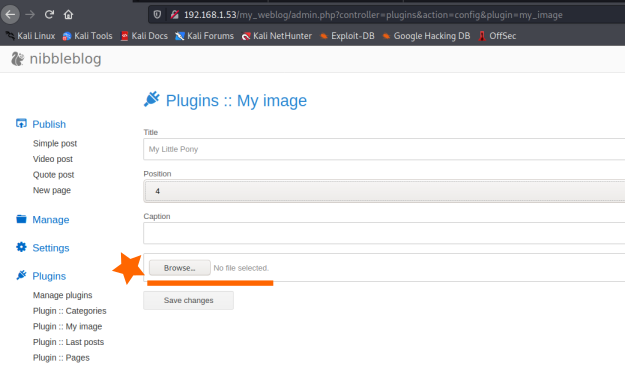 192.168.1.53/my_weblog/admin.php?controller=plugins&action=config&plugin=my_image
Kali Linux Kali Tools Kali Docs Kali Forums Kali NetHunter Exploit-DB Google Hacking DB OffSec
nibbleblog
Plugins :: My image
Publish
Simple post
Video post
Quote post
New page
Manage
Settings
Plugins
Manage plugins
Plugin :: Categories
Plugin :: My image
Plugin :: Last posts
Plugin :: Pages
Title
My Little Pony
Position
4
Caption
Browse... No file selected.
Save changes